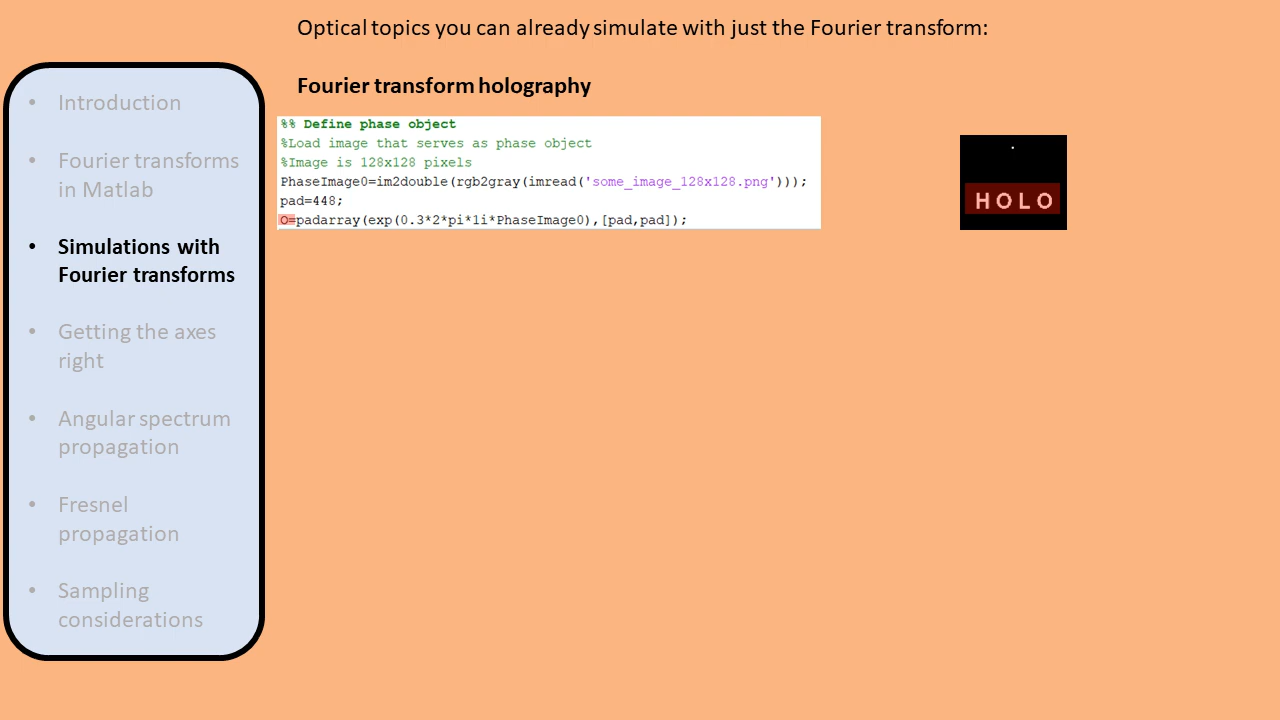 Optical topics you can already simulate with just the Fourier transform:
• Introduction
• Fourier transforms
in Matlab
• Simulations with
Fourier transforms
• Getting the axes
right
• Angular spectrum
propagation
• Fresnel
propagation
• Sampling
considerations
Fourier transform holography
%% Define phase object
%Load image that serves as phase object
%Image is 128x128 pixels
PhaseImage0=im2double(rgb2gray(imread('some_image_128x128.png')));
pad=448;
O=padarray(exp(0.3*2*pi*1i*PhaseImage0),[pad,pad]);
HOLO